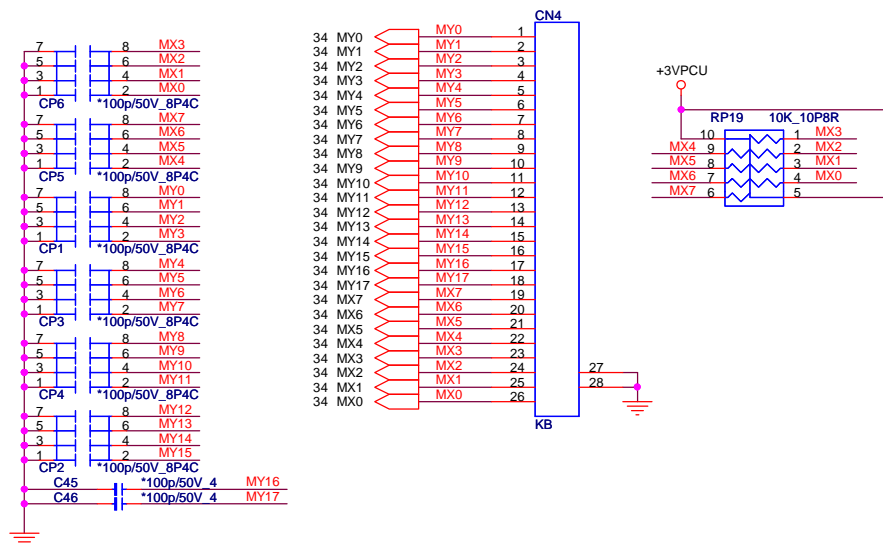 7 8 MX3
5 6 MX2
3 4 MX1
1 2 MX0
CP6 *100p/50V_8P4C
7 8 MX7
5 6 MX6
3 4 MX5
1 2 MX4
CP5 *100p/50V_8P4C
7 8 MY0
5 6 MY1
3 4 MY2
1 2 MY3
CP1 *100p/50V_8P4C
7 8 MY4
5 6 MY5
3 4 MY6
1 2 MY7
CP3 *100p/50V_8P4C
7 8 MY8
5 6 MY9
3 4 MY10
1 2 MY11
CP4 *100p/50V_8P4C
7 8 MY12
5 6 MY13
3 4 MY14
1 2 MY15
CP2 *100p/50V_8P4C
C45 *100p/50V_4 MY16
C46 *100p/50V_4 MY17
CN4
34 MY0 MY0 1
34 MY1 MY1 2
34 MY2 MY2 3
34 MY3 MY3 4
34 MY4 MY4 5
34 MY5 MY5 6
34 MY6 MY6 7
34 MY7 MY7 8
34 MY8 MY8 9
34 MY9 MY9 10
34 MY10 MY10 11
34 MY11 MY11 12
34 MY12 MY12 13
34 MY13 MY13 14
34 MY14 MY14 15
34 MY15 MY15 16
34 MY16 MY16 17
34 MY17 MY17 18
34 MX7 MX7 19
34 MX6 MX6 20
34 MX5 MX5 21
34 MX4 MX4 22
34 MX3 MX3 23
34 MX2 MX2 24 27
34 MX1 MX1 25 28
34 MX0 MX0 26
KB
+3VPCU
RP19 10K_10P8R
10 1 MX3
MX4 9 2 MX2
MX5 8 3 MX1
MX6 7 4 MX0
MX7 6 5